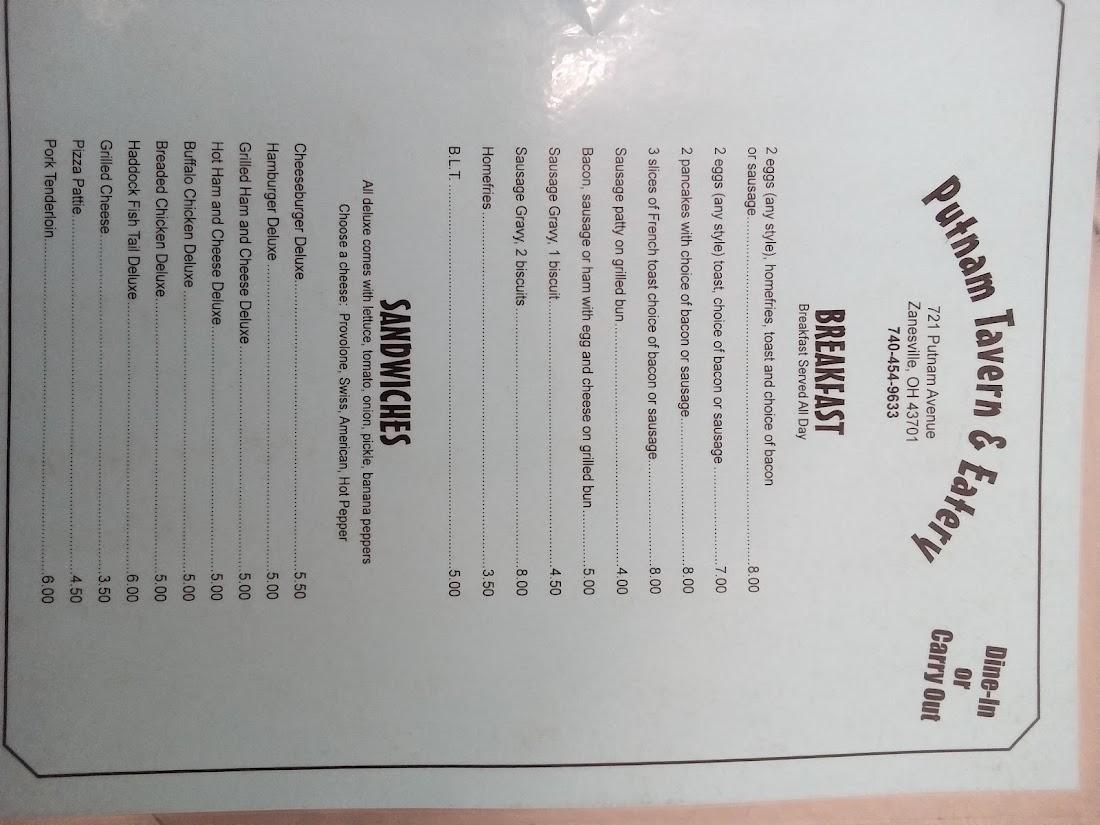 Putnam Tavern & Eatery
Dine-In
or
Carry Out
721 Putnam Avenue
Zanesville, OH 43701
740-454-9633
BREAKFAST
Breakfast Served All Day
2 eggs (any style), homefries, toast and choice of bacon
or sausage 8.00
2 eggs (any style) toast, choice of bacon or sausage 7.00
2 pancakes with choice of bacon or sausage 8.00
3 slices of French toast choice of bacon or sausage 8.00
Sausage patty on grilled bun 4.00
Bacon, sausage or ham with egg and cheese on grilled bun 5.00
Sausage Gravy, 1 biscuit 4.50
Sausage Gravy, 2 biscuits 8.00
Homefries 3.50
B.L.T. 5.00
SANDWICHES
All deluxe comes with lettuce, tomato, onion, pickle, banana peppers
Choose a cheese: Provolone, Swiss, American, Hot Pepper
Cheeseburger Deluxe 5.50
Hamburger Deluxe 5.00
Grilled Ham and Cheese Deluxe 5.00
Hot Ham and Cheese Deluxe 5.00
Buffalo Chicken Deluxe 5.00
Breaded Chicken Deluxe 5.00
Haddock Fish Tail Deluxe 6.00
Grilled Cheese 3.50
Pizza Pattie 4.50
Pork Tenderloin 6.00